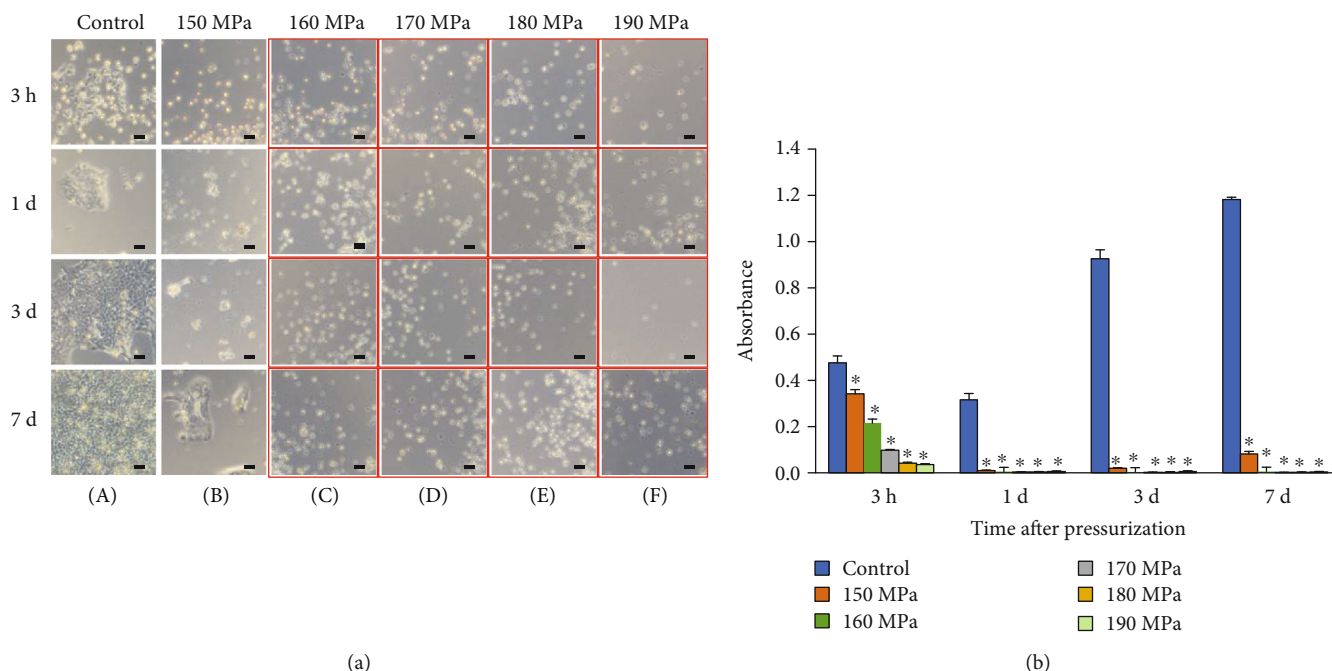 Control 150 MPa 160 MPa 170 MPa 180 MPa 190 MPa
3 h
1 d
3 d
7 d
(A) (B) (C) (D) (E) (F)
(a)
Absorbance
1.4
1.2
1.0
0.8
0.6
0.4
0.2
0.0
* * * * *
* * * * *
* * * * *
* * * * *
3 h 1 d 3 d 7 d
Time after pressurization
Control
150 MPa
160 MPa
170 MPa
180 MPa
190 MPa
(b)